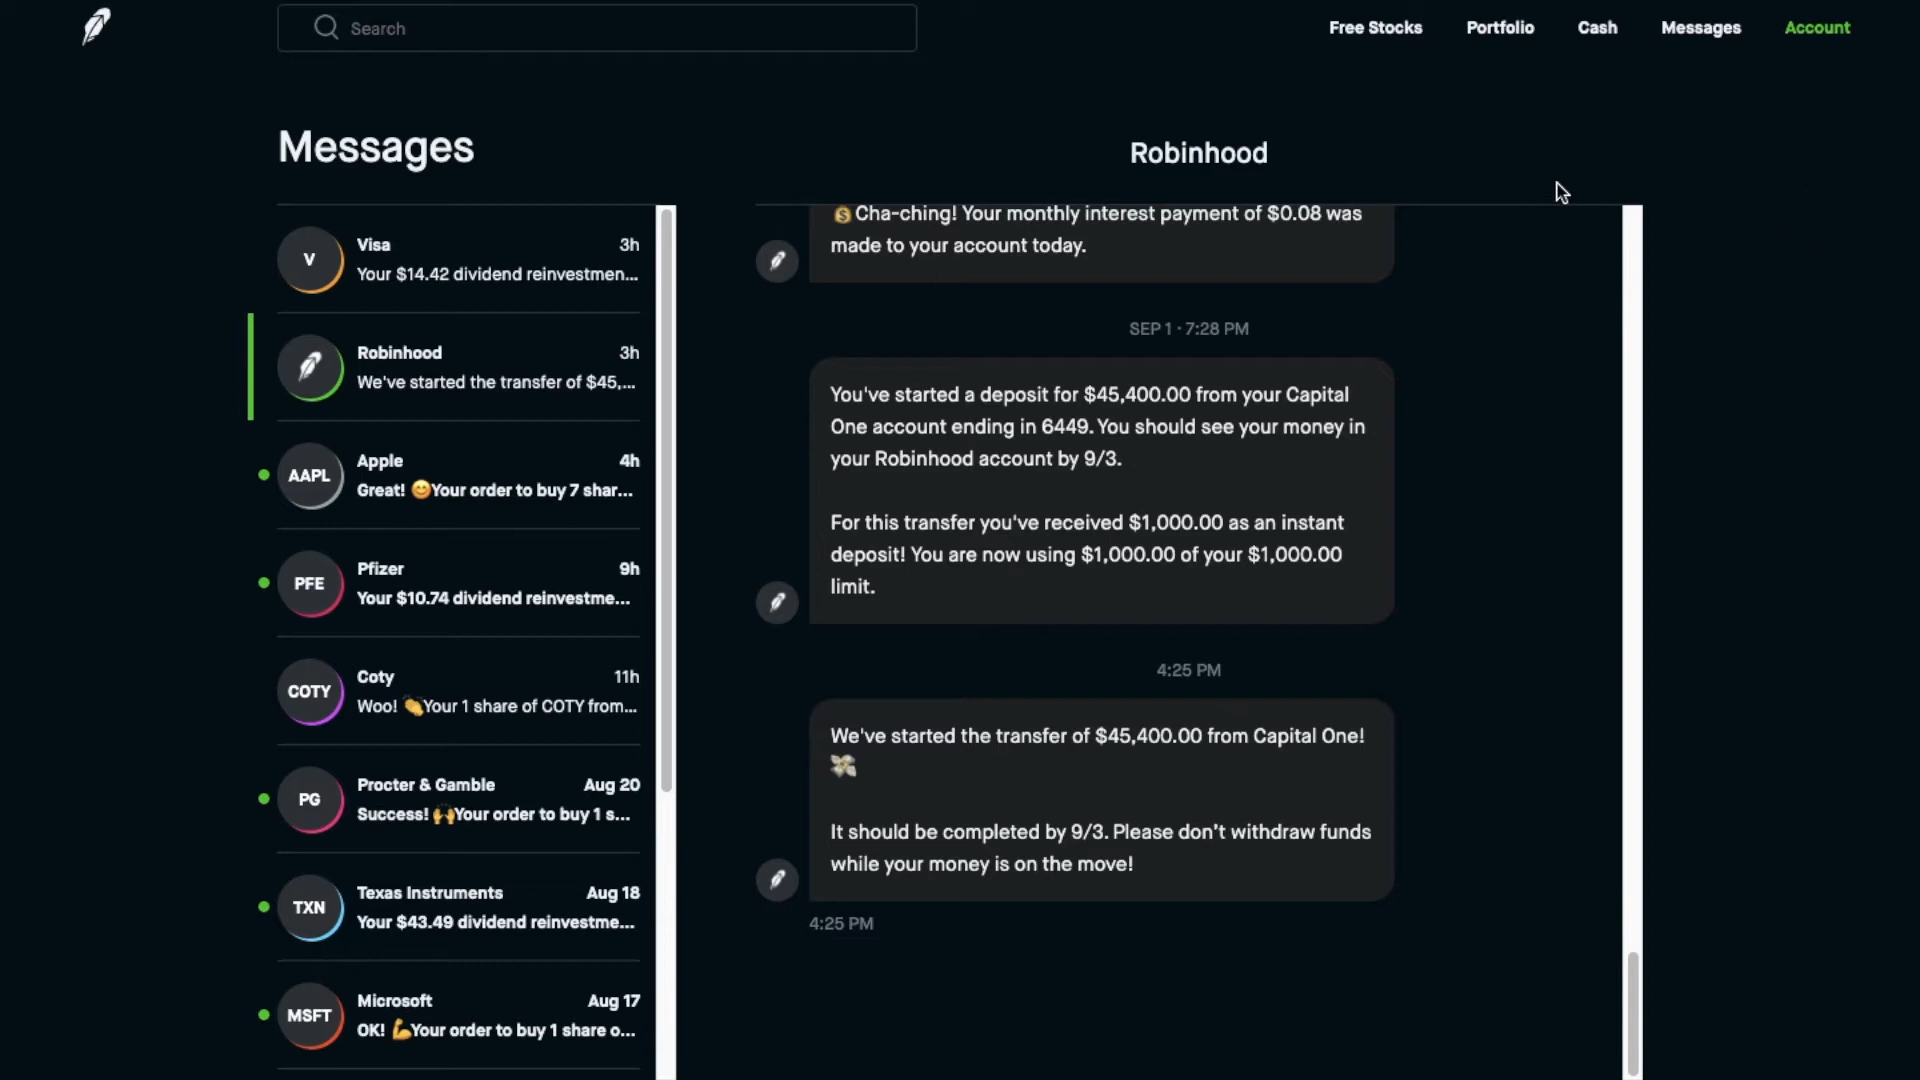 Search
Free Stocks
Portfolio
Cash
Messages
Account
Messages
V
Visa
3h
Your $14.42 dividend reinvestmen...
Robinhood
3h
We've started the transfer of $45,...
AAPL
Apple
4h
Great! 😊Your order to buy 7 shar...
PFE
Pfizer
9h
Your $10.74 dividend reinvestme...
COTY
Coty
11h
Woo! 👏Your 1 share of COTY from...
PG
Procter & Gamble
Aug 20
Success! 🙌Your order to buy 1 s...
TXN
Texas Instruments
Aug 18
Your $43.49 dividend reinvestme...
MSFT
Microsoft
Aug 17
OK! 💪Your order to buy 1 share o...
Robinhood
💰Cha-ching! Your monthly interest payment of $0.08 was
made to your account today.
SEP 1 · 7:28 PM
You've started a deposit for $45,400.00 from your Capital
One account ending in 6449. You should see your money in
your Robinhood account by 9/3.
For this transfer you've received $1,000.00 as an instant
deposit! You are now using $1,000.00 of your $1,000.00
limit.
4:25 PM
We've started the transfer of $45,400.00 from Capital One!
💸
It should be completed by 9/3. Please don't withdraw funds
while your money is on the move!
4:25 PM